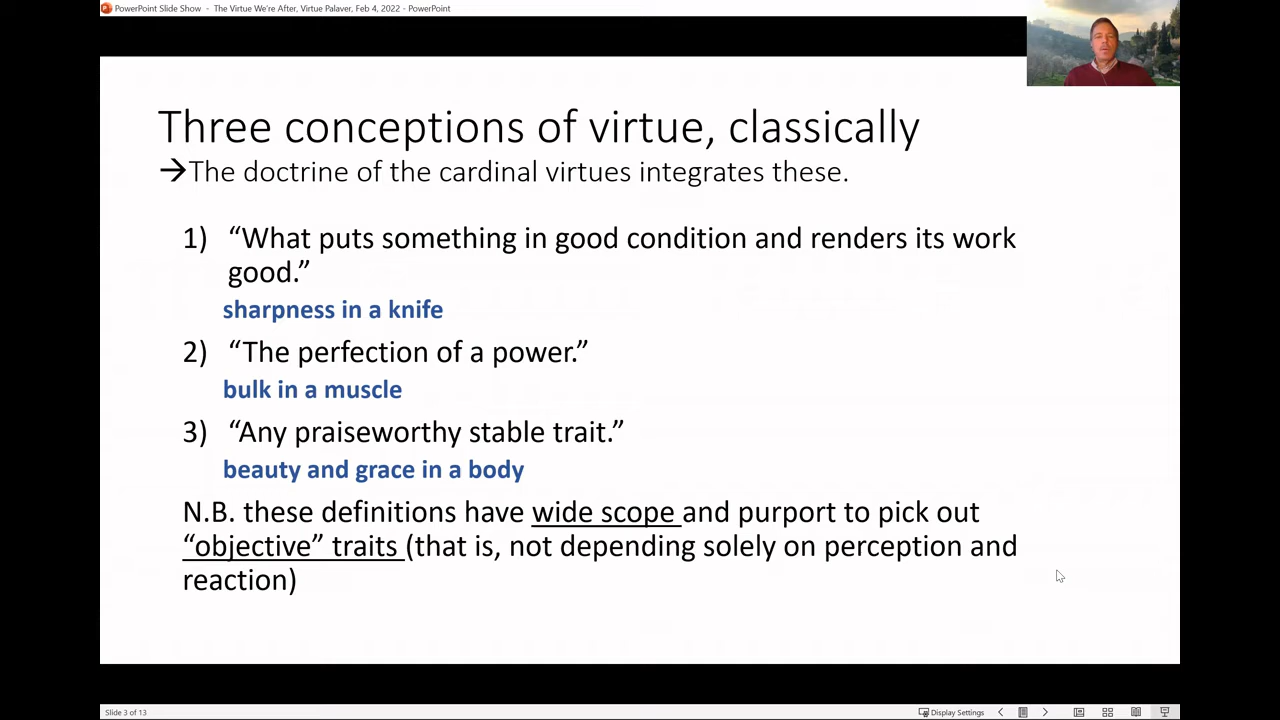 PowerPoint Slide Show - The Virtue We're After, Virtue Palaver, Feb 4, 2022 - PowerPoint
Three conceptions of virtue, classically
→The doctrine of the cardinal virtues integrates these.
1) “What puts something in good condition and renders its work
good.”
sharpness in a knife
2) “The perfection of a power.”
bulk in a muscle
3) “Any praiseworthy stable trait.”
beauty and grace in a body
N.B. these definitions have wide scope and purport to pick out
“objective” traits (that is, not depending solely on perception and
reaction)
Slide 3 of 13
Display Settings